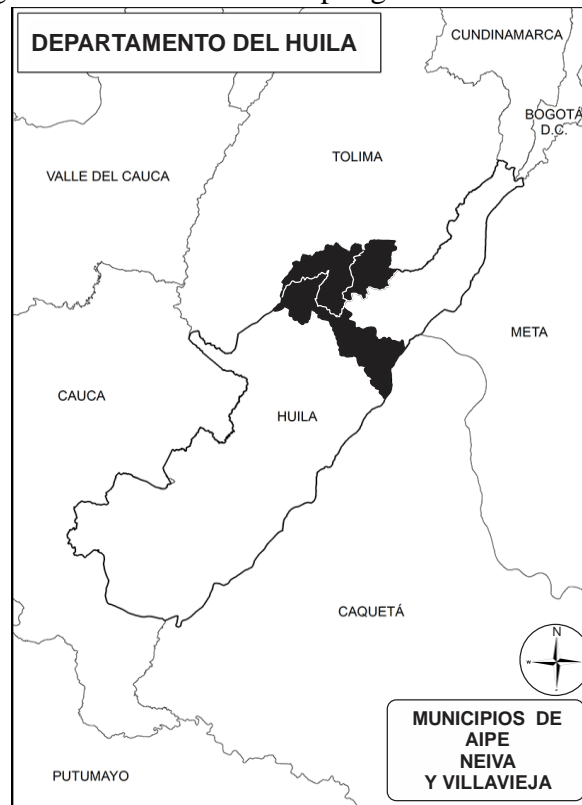 DEPARTAMENTO DEL HUILA
CUNDINAMARCA
BOGOTÁ
D.C.
TOLIMA
VALLE DEL CAUCA
META
CAUCA
HUILA
CAQUETÁ
N
W
MUNICIPIOS DE
AIPE
NEIVA
Y VILLAVIEJA
PUTUMAYO